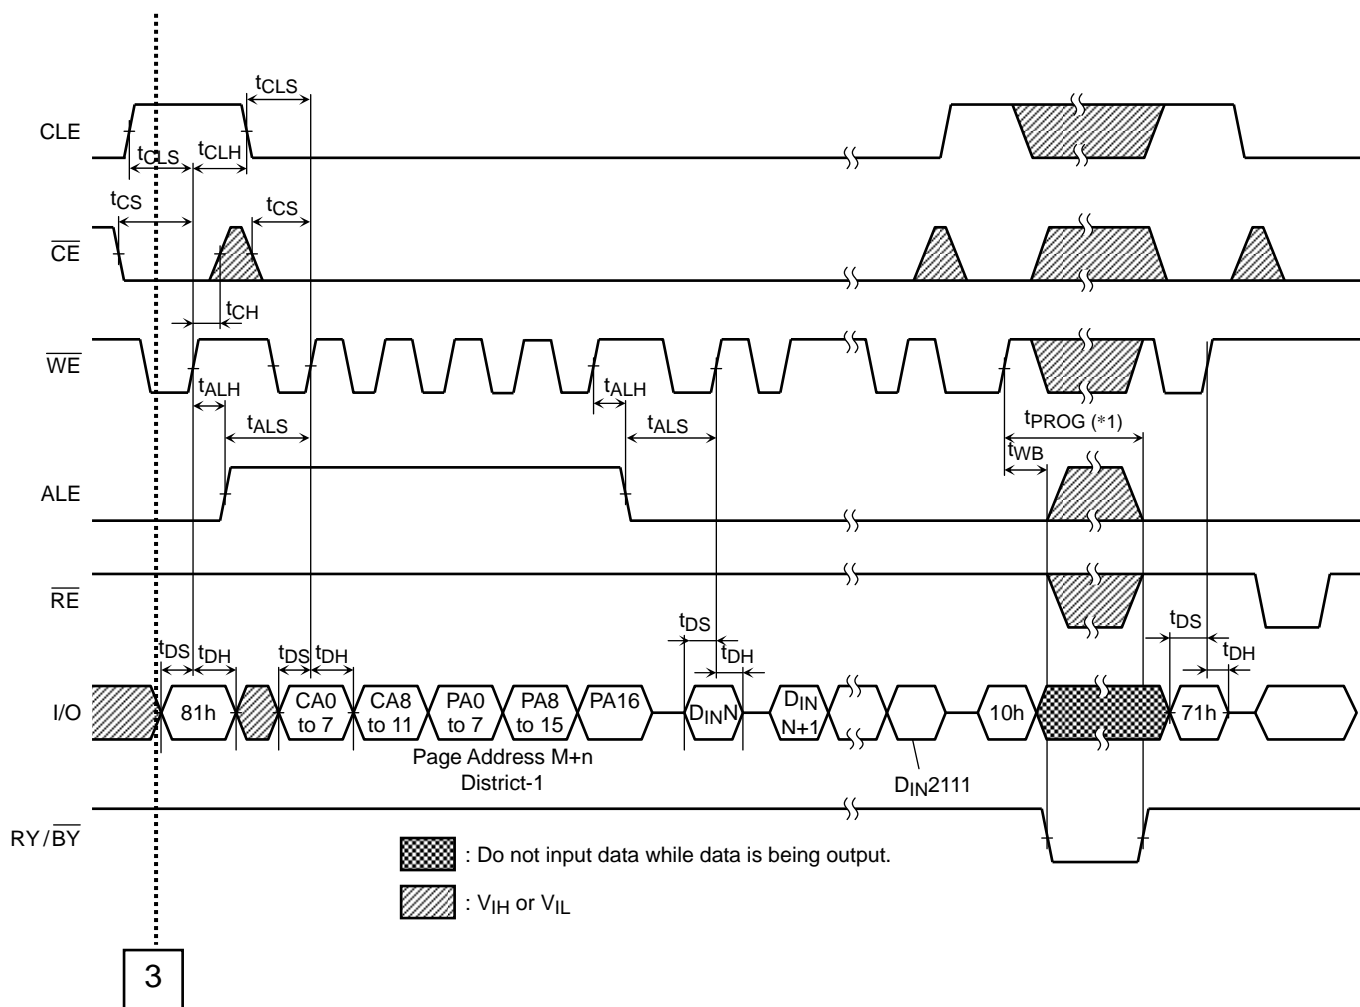 tCLS
CLE
tCLS tCLH
tCS tCS
CE
tCH
WE
tALH tALH
tALS tALS tPROG (*1)
tWB
ALE
RE
tDS
tDS tDH tDS tDH tDH tDH
I/O 81h CA0 to 7 CA8 to 11 PA0 to 7 PA8 to 15 PA16 DINN DIN N+1 10h 71h
tDS
Page Address M+n
District-1
DIN2111
RY/BY
: Do not input data while data is being output.
: VIH or VIL
3